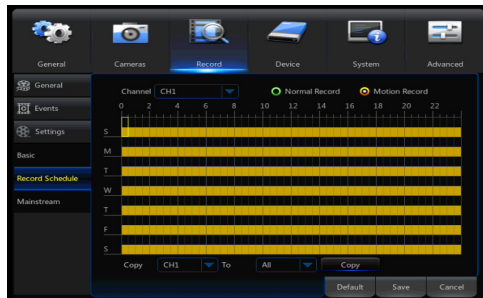 General Cameras Record Device System Advanced
General
Events
Settings
Basic
Record Schedule
Mainstream
Channel CH1 Normal Record Motion Record
0 2 4 6 8 10 12 14 16 18 20 22
S
M
T
W
T
F
S
Copy CH1 To All Copy
Default Save Cancel